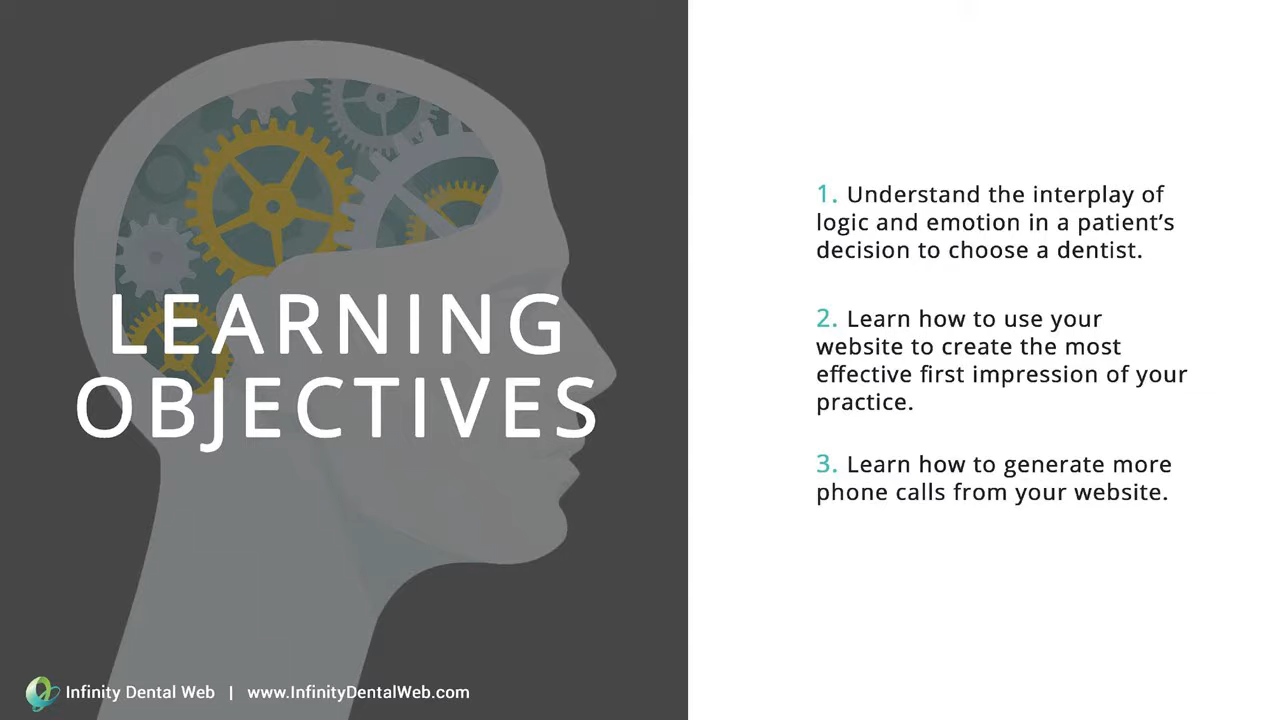 LEARNING
OBJECTIVES
1. Understand the interplay of
logic and emotion in a patient’s
decision to choose a dentist.
2. Learn how to use your
website to create the most
effective first impression of your
practice.
3. Learn how to generate more
phone calls from your website.
Infinity Dental Web | www.InfinityDentalWeb.com